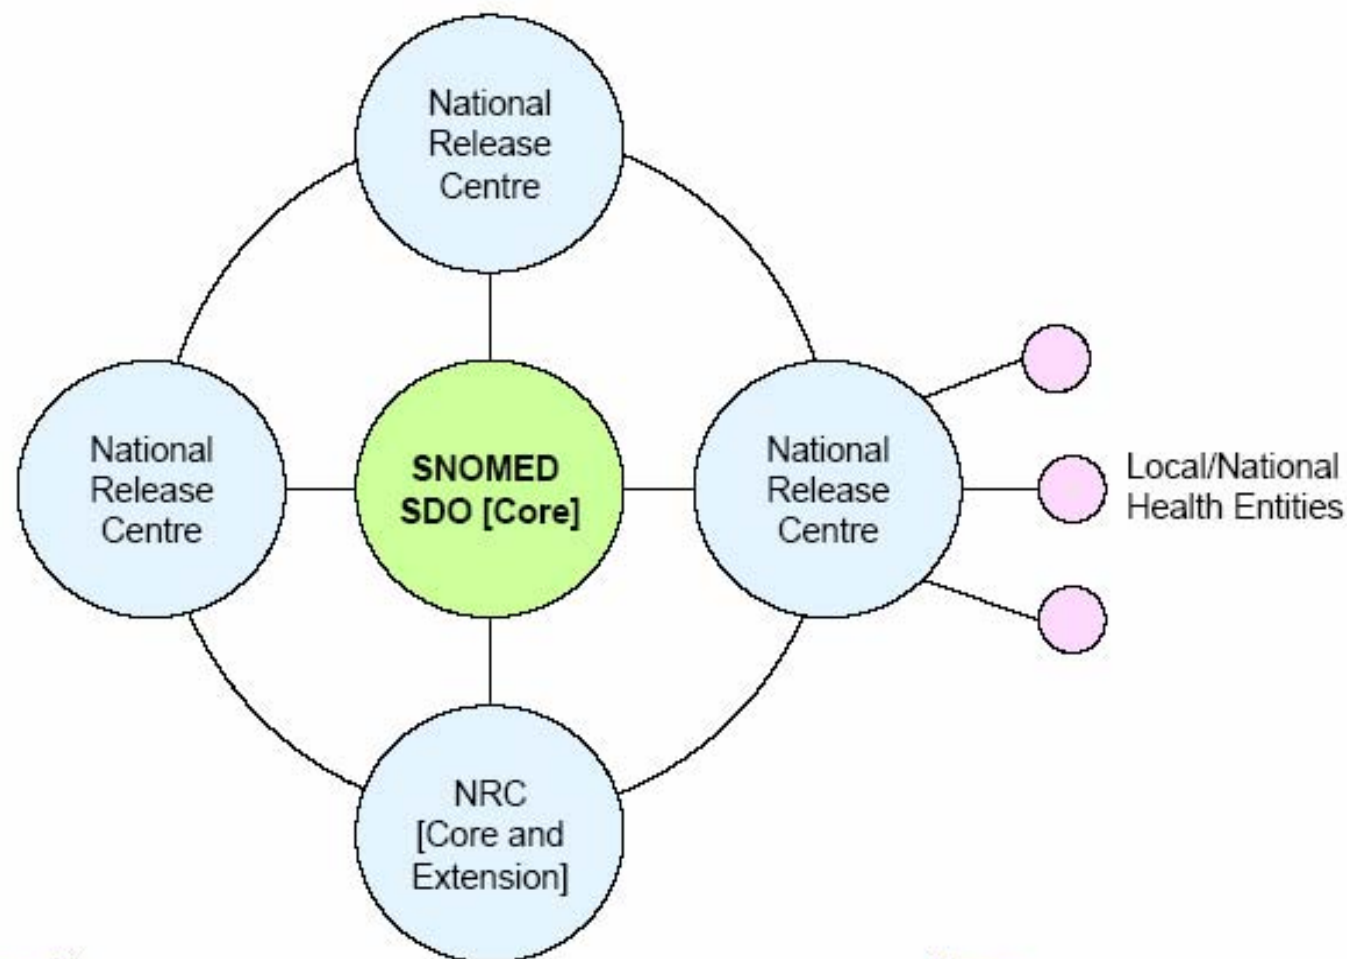 National
Release
Centre
National
Release
Centre
SNOMED
SDO [Core]
National
Release
Centre
Local/National
Health Entities
NRC
[Core and
Extension]